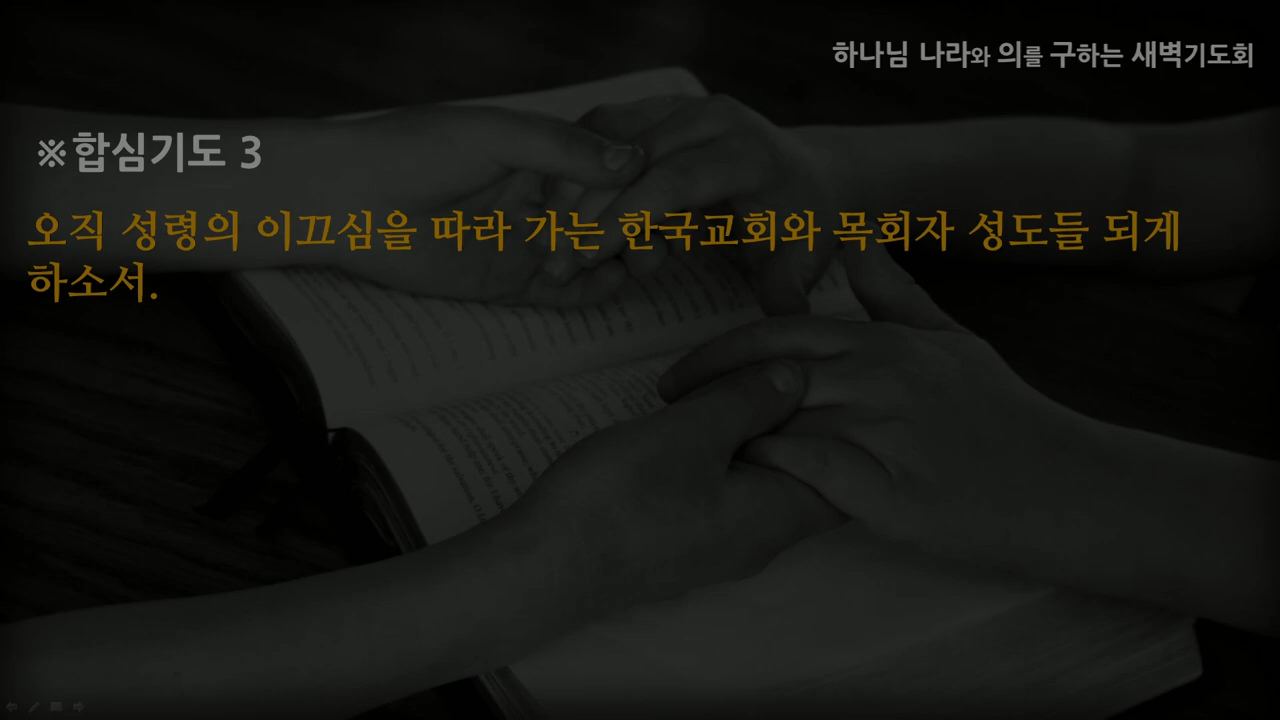 하나님 나라와 의를 구하는 새벽기도회
※합심기도 3
오직 성령의 이끄심을 따라 가는 한국교회와 목회자 성도들 되게
하소서.